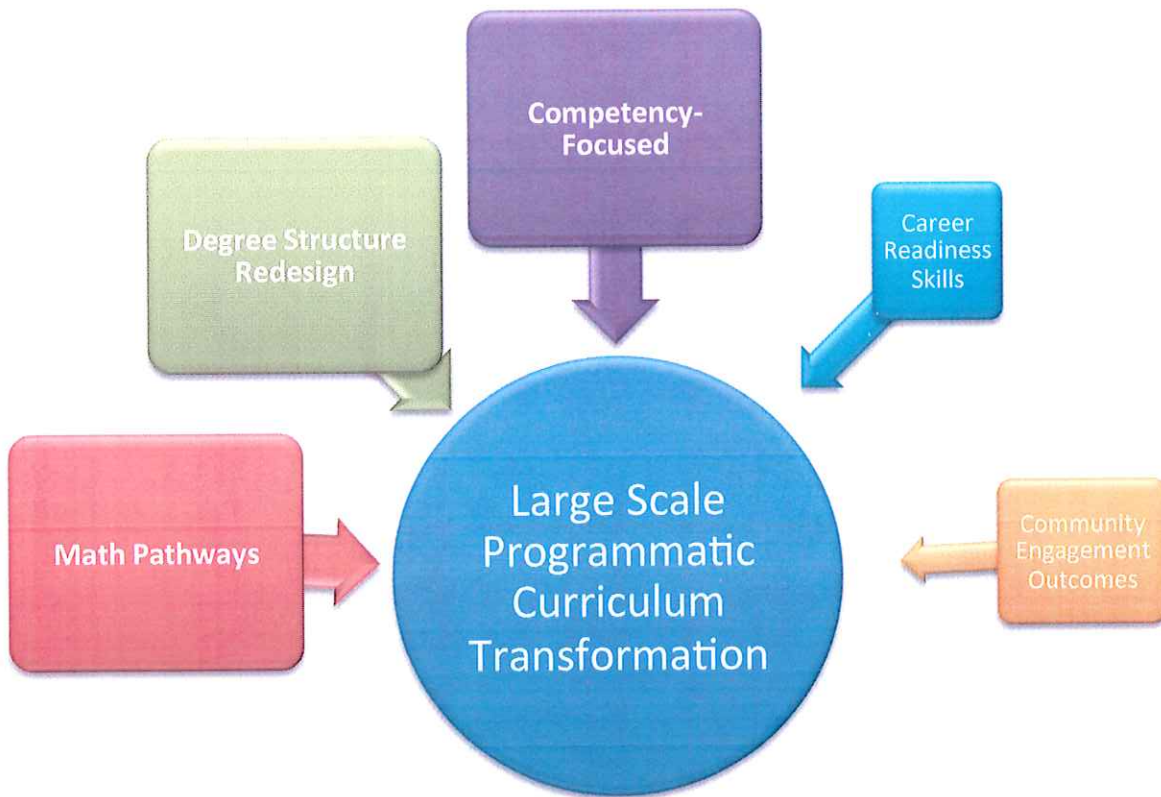 Competency-
Focused
Degree Structure
Redesign
Career
Readiness
Skills
Math Pathways
Large Scale
Programmatic
Curriculum
Transformation
Community
Engagement
Outcomes